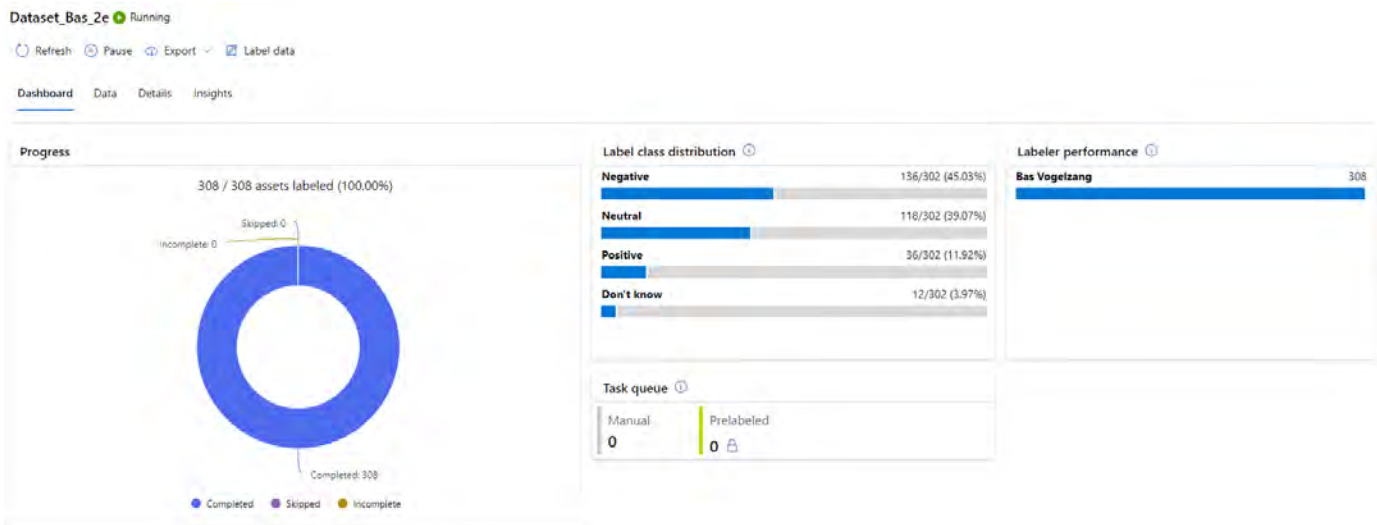 Dataset_Bas_2e Running
Refresh Pause Export Label data
Dashboard Data Details Insights
Progress
308 / 308 assets labeled (100.00%)
Skipped: 0
Incomplete: 0
Completed: 308
Completed Skipped Incomplete
Label class distribution
Negative 136/302 (45.03%)
Neutral 118/302 (39.07%)
Positive 36/302 (11.92%)
Don't know 12/302 (3.97%)
Task queue
Manual Prelabeled
0 0
Labeler performance
Bas Vogelzang 308